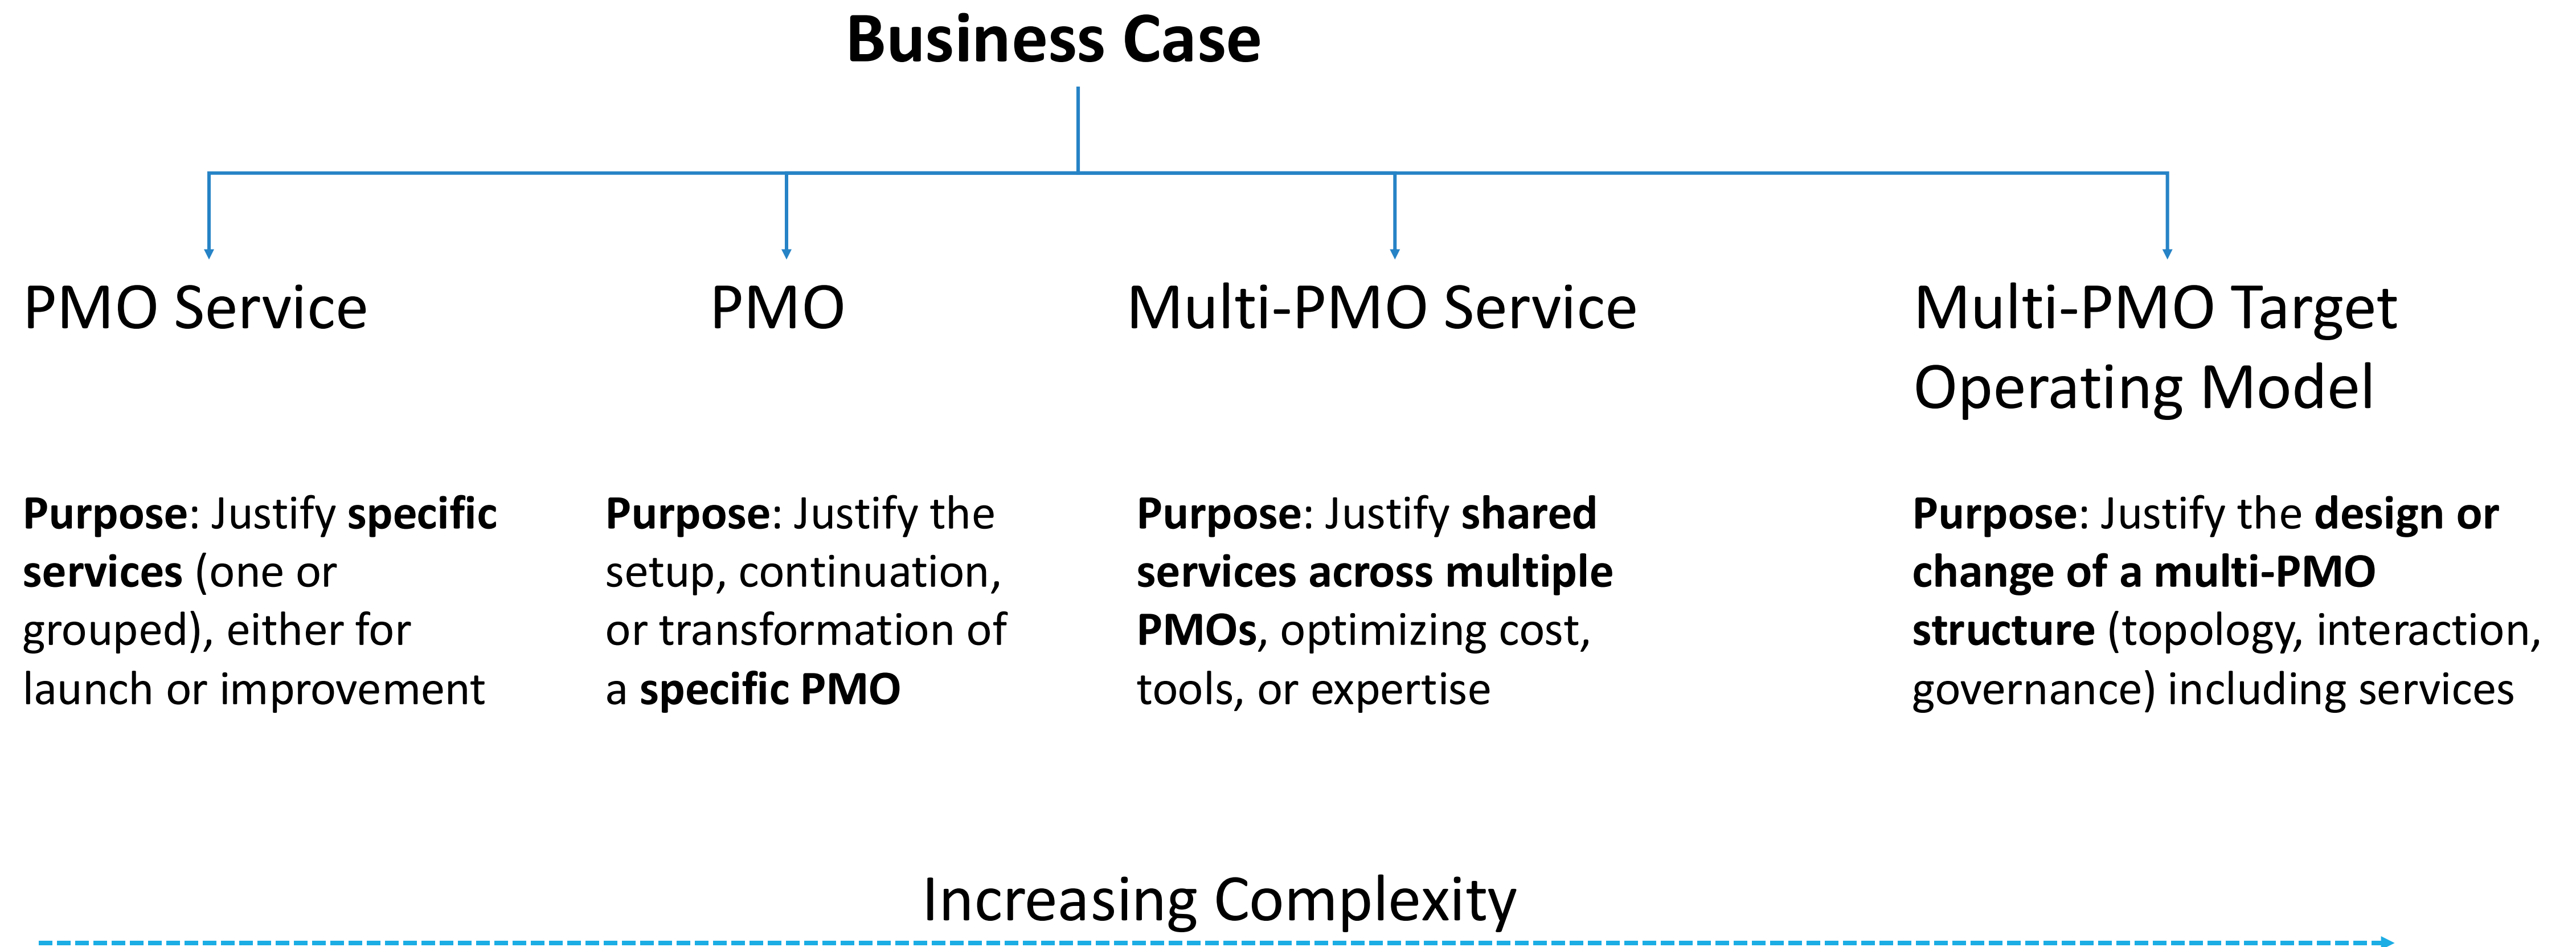 Business Case
PMO Service
PMO
Multi-PMO Service
Multi-PMO Target
Operating Model
Purpose: Justify specific
services (one or
grouped), either for
launch or improvement
Purpose: Justify the
setup, continuation,
or transformation of
a specific PMO
Purpose: Justify shared
services across multiple
PMOs, optimizing cost,
tools, or expertise
Purpose: Justify the design or
change of a multi-PMO
structure (topology, interaction,
governance) including services
Increasing Complexity